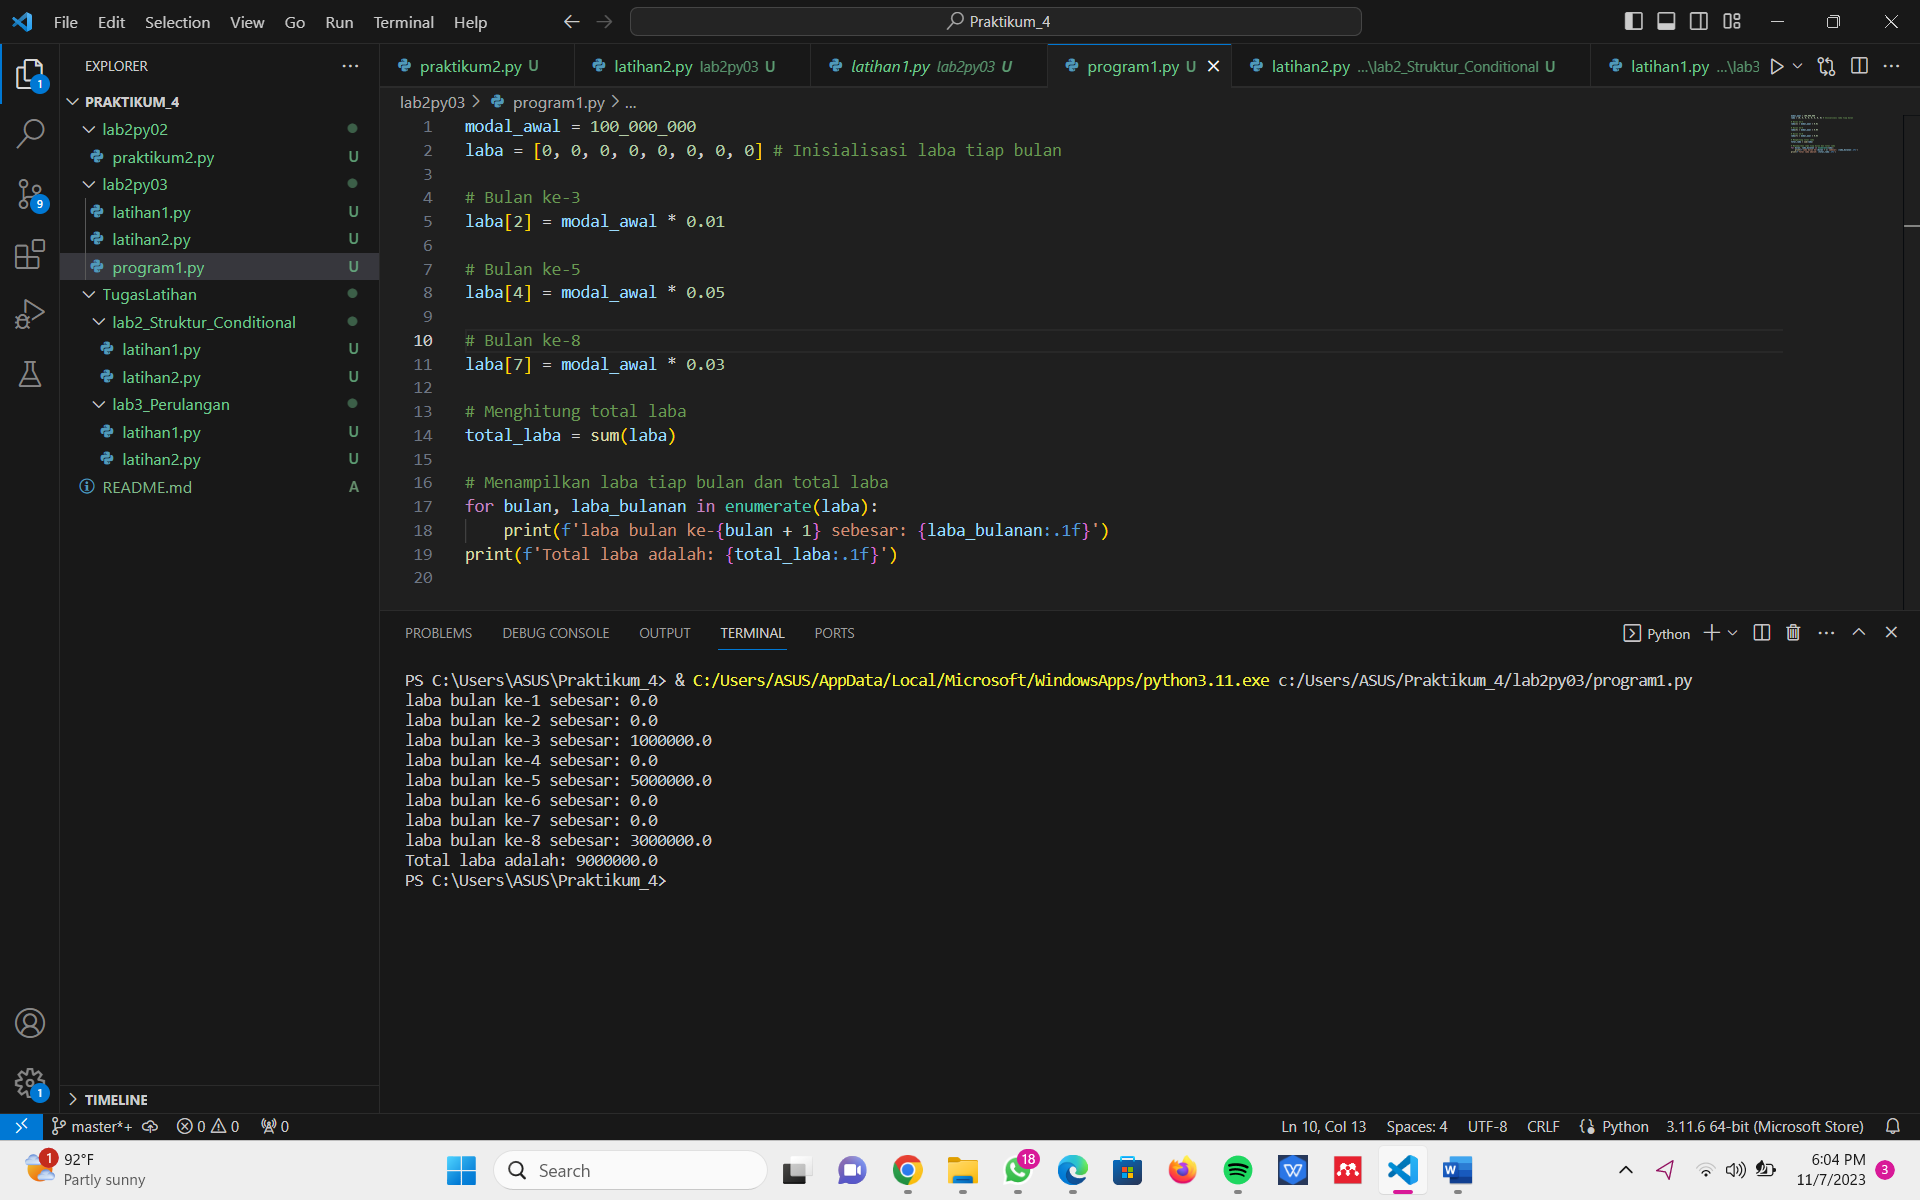 File Edit Selection View Go Run Terminal Help
Praktikum_4
EXPLORER
PRAKTIKUM_4
lab2py02
praktikum2.py U
lab2py03
latihan1.py U
latihan2.py U
program1.py U
TugasLatihan
lab2_Struktur_Conditional
latihan1.py U
latihan2.py U
lab3_Perulangan
latihan1.py U
latihan2.py U
README.md A
TIMELINE
1
9
1
praktikum2.py U latihan2.py lab2py03 U latihan1.py lab2py03 U program1.py U latihan2.py ...\lab2_Struktur_Conditional U latihan1.py ...\lab3
lab2py03 > program1.py > ...
1 modal_awal = 100_000_000
2 laba = [0, 0, 0, 0, 0, 0, 0, 0] # Inisialisasi laba tiap bulan
3
4 # Bulan ke-3
5 laba[2] = modal_awal * 0.01
6
7 # Bulan ke-5
8 laba[4] = modal_awal * 0.05
9
10 # Bulan ke-8
11 laba[7] = modal_awal * 0.03
12
13 # Menghitung total laba
14 total_laba = sum(laba)
15
16 # Menampilkan laba tiap bulan dan total laba
17 for bulan, laba_bulanan in enumerate(laba):
18     print(f'laba bulan ke-{bulan + 1} sebesar: {laba_bulanan:.1f}')
19 print(f'Total laba adalah: {total_laba:.1f}')
20
PROBLEMS DEBUG CONSOLE OUTPUT TERMINAL PORTS
Python
PS C:\Users\ASUS\Praktikum_4> & C:/Users/ASUS/AppData/Local/Microsoft/WindowsApps/python3.11.exe c:/Users/ASUS/Praktikum_4/lab2py03/program1.py
laba bulan ke-1 sebesar: 0.0
laba bulan ke-2 sebesar: 0.0
laba bulan ke-3 sebesar: 1000000.0
laba bulan ke-4 sebesar: 0.0
laba bulan ke-5 sebesar: 5000000.0
laba bulan ke-6 sebesar: 0.0
laba bulan ke-7 sebesar: 0.0
laba bulan ke-8 sebesar: 3000000.0
Total laba adalah: 9000000.0
PS C:\Users\ASUS\Praktikum_4>
master*+ 0 0 0 Ln 10, Col 13 Spaces: 4 UTF-8 CRLF Python 3.11.6 64-bit (Microsoft Store)
1
92°F
Partly sunny
Search
18
6:04 PM
11/7/2023
3